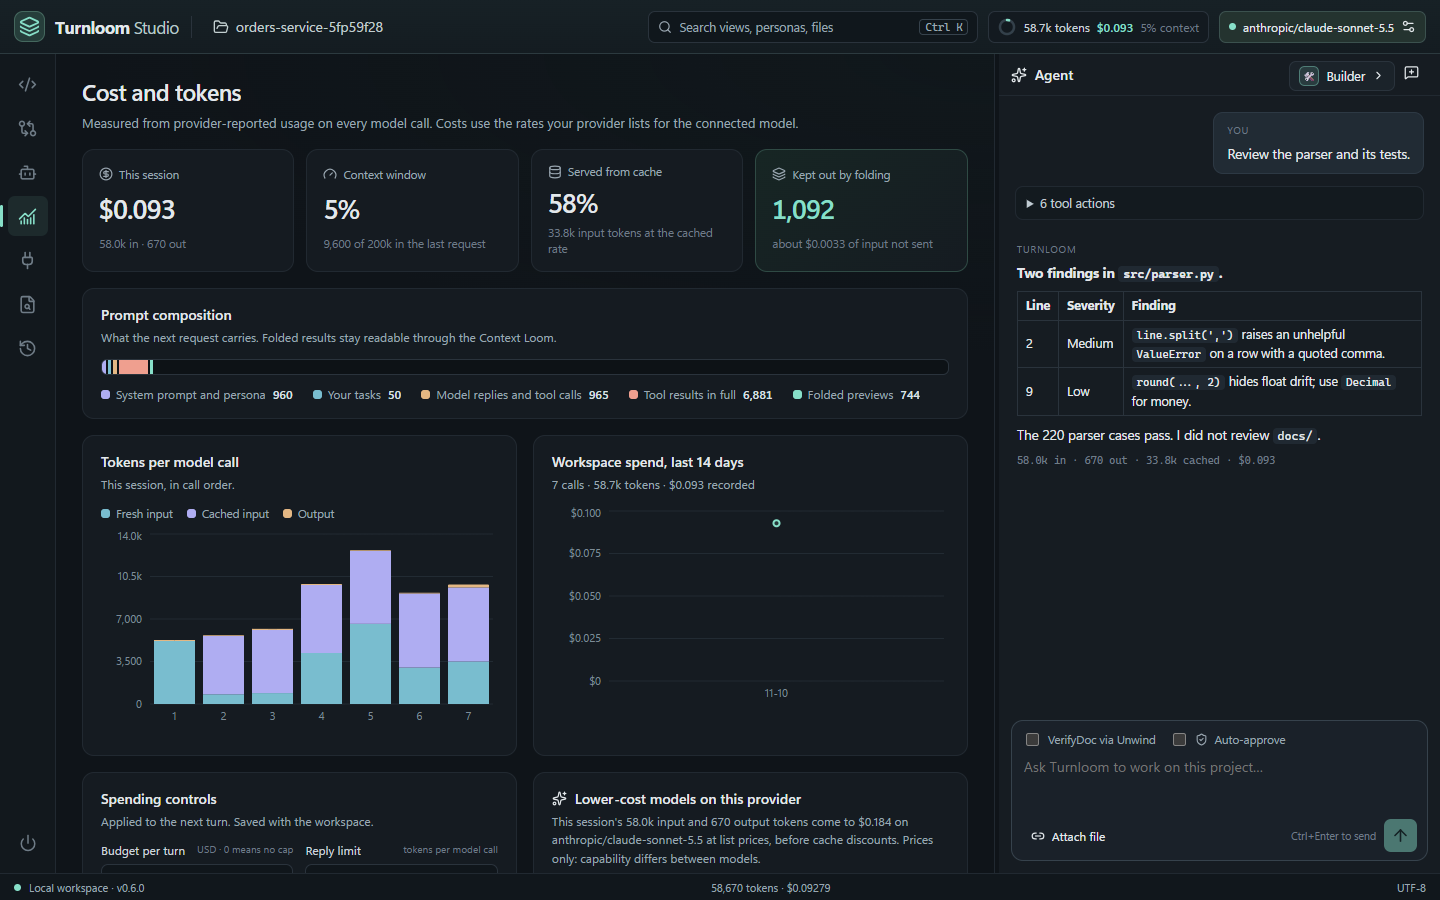 Turnloom Studio
orders-service-5fp59f28
Search views, personas, files
Ctrl K
58.7k tokens $0.093 5% context
anthropic/claude-sonnet-5.5
Cost and tokens
Measured from provider-reported usage on every model call. Costs use the rates your provider lists for the connected model.
This session
$0.093
58.0k in · 670 out
Context window
5%
9,600 of 200k in the last request
Served from cache
58%
33.8k input tokens at the cached
rate
Kept out by folding
1,092
about $0.0033 of input not sent
Prompt composition
What the next request carries. Folded results stay readable through the Context Loom.
System prompt and persona 960
Your tasks 50
Model replies and tool calls 965
Tool results in full 6,881
Folded previews 744
Tokens per model call
This session, in call order.
Fresh input
Cached input
Output
14.0k
10.5k
7,000
3,500
0
1 2 3 4 5 6 7
Workspace spend, last 14 days
7 calls · 58.7k tokens · $0.093 recorded
$0.100
$0.075
$0.050
$0.025
$0
11-10
Spending controls
Applied to the next turn. Saved with the workspace.
Budget per turn USD · 0 means no cap
Reply limit tokens per model call
Lower-cost models on this provider
This session's 58.0k input and 670 output tokens come to $0.184 on
anthropic/claude-sonnet-5.5 at list prices, before cache discounts. Prices
only: capability differs between models.
Agent
Builder
YOU
Review the parser and its tests.
6 tool actions
TURNLOOM
Two findings in src/parser.py.
Line Severity Finding
2 Medium line.split(',') raises an unhelpful
ValueError on a row with a quoted comma.
9 Low round(..., 2) hides float drift; use Decimal
for money.
The 220 parser cases pass. I did not review docs/.
58.0k in · 670 out · 33.8k cached · $0.093
VerifyDoc via Unwind
Auto-approve
Ask Turnloom to work on this project...
Attach file
Ctrl+Enter to send
Local workspace · v0.6.0
58,670 tokens · $0.09279
UTF-8